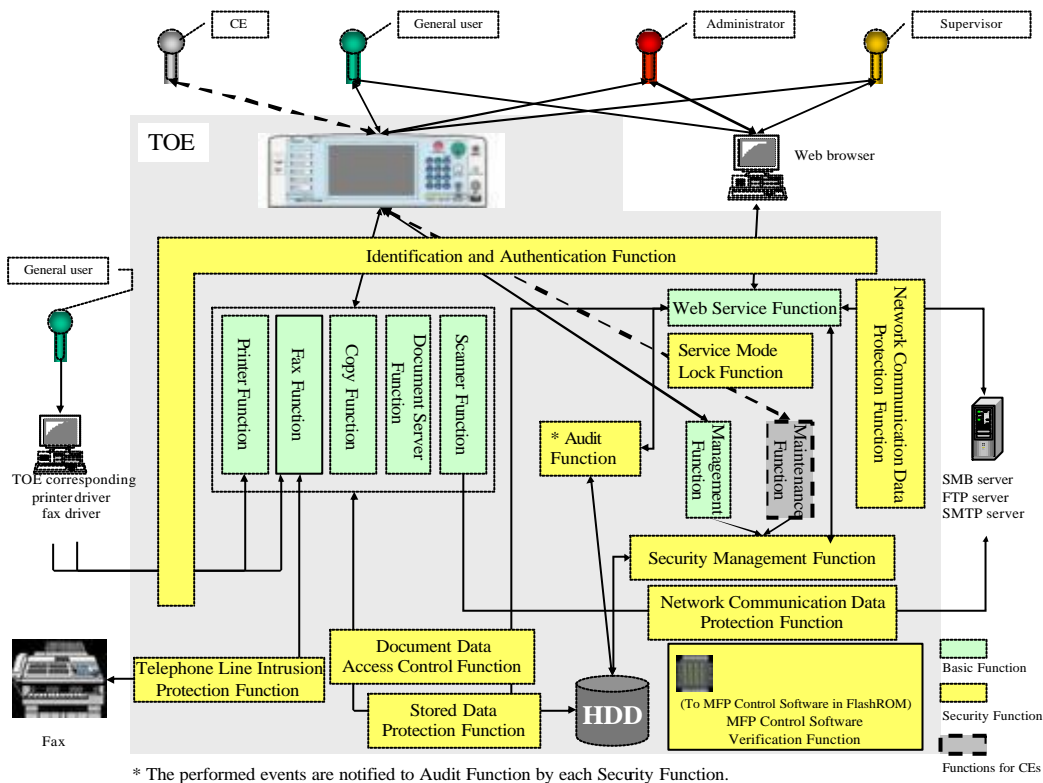 CE
General user
Administrator
Supervisor
TOE
Web browser
Identification and Authentication Function
General user
Web Service Function
Network Communication Data
Protection Function
Printer Function
Fax Function
Copy Function
Document Server
Function
Scanner Function
Service Mode
Lock Function
* Audit
Function
Management
Function
Maintenance
Function
TOE corresponding
printer driver
fax driver
SMB server
FTP server
SMTP server
Security Management Function
Network Communication Data
Protection Function
Document Data
Access Control Function
Telephone Line Intrusion
Protection Function
Stored Data
Protection Function
HDD
(To MFP Control Software in FlashROM)
MFP Control Software
Verification Function
Basic Function
Security Function
Functions for CEs
Fax
* The performed events are notified to Audit Function by each Security Function.